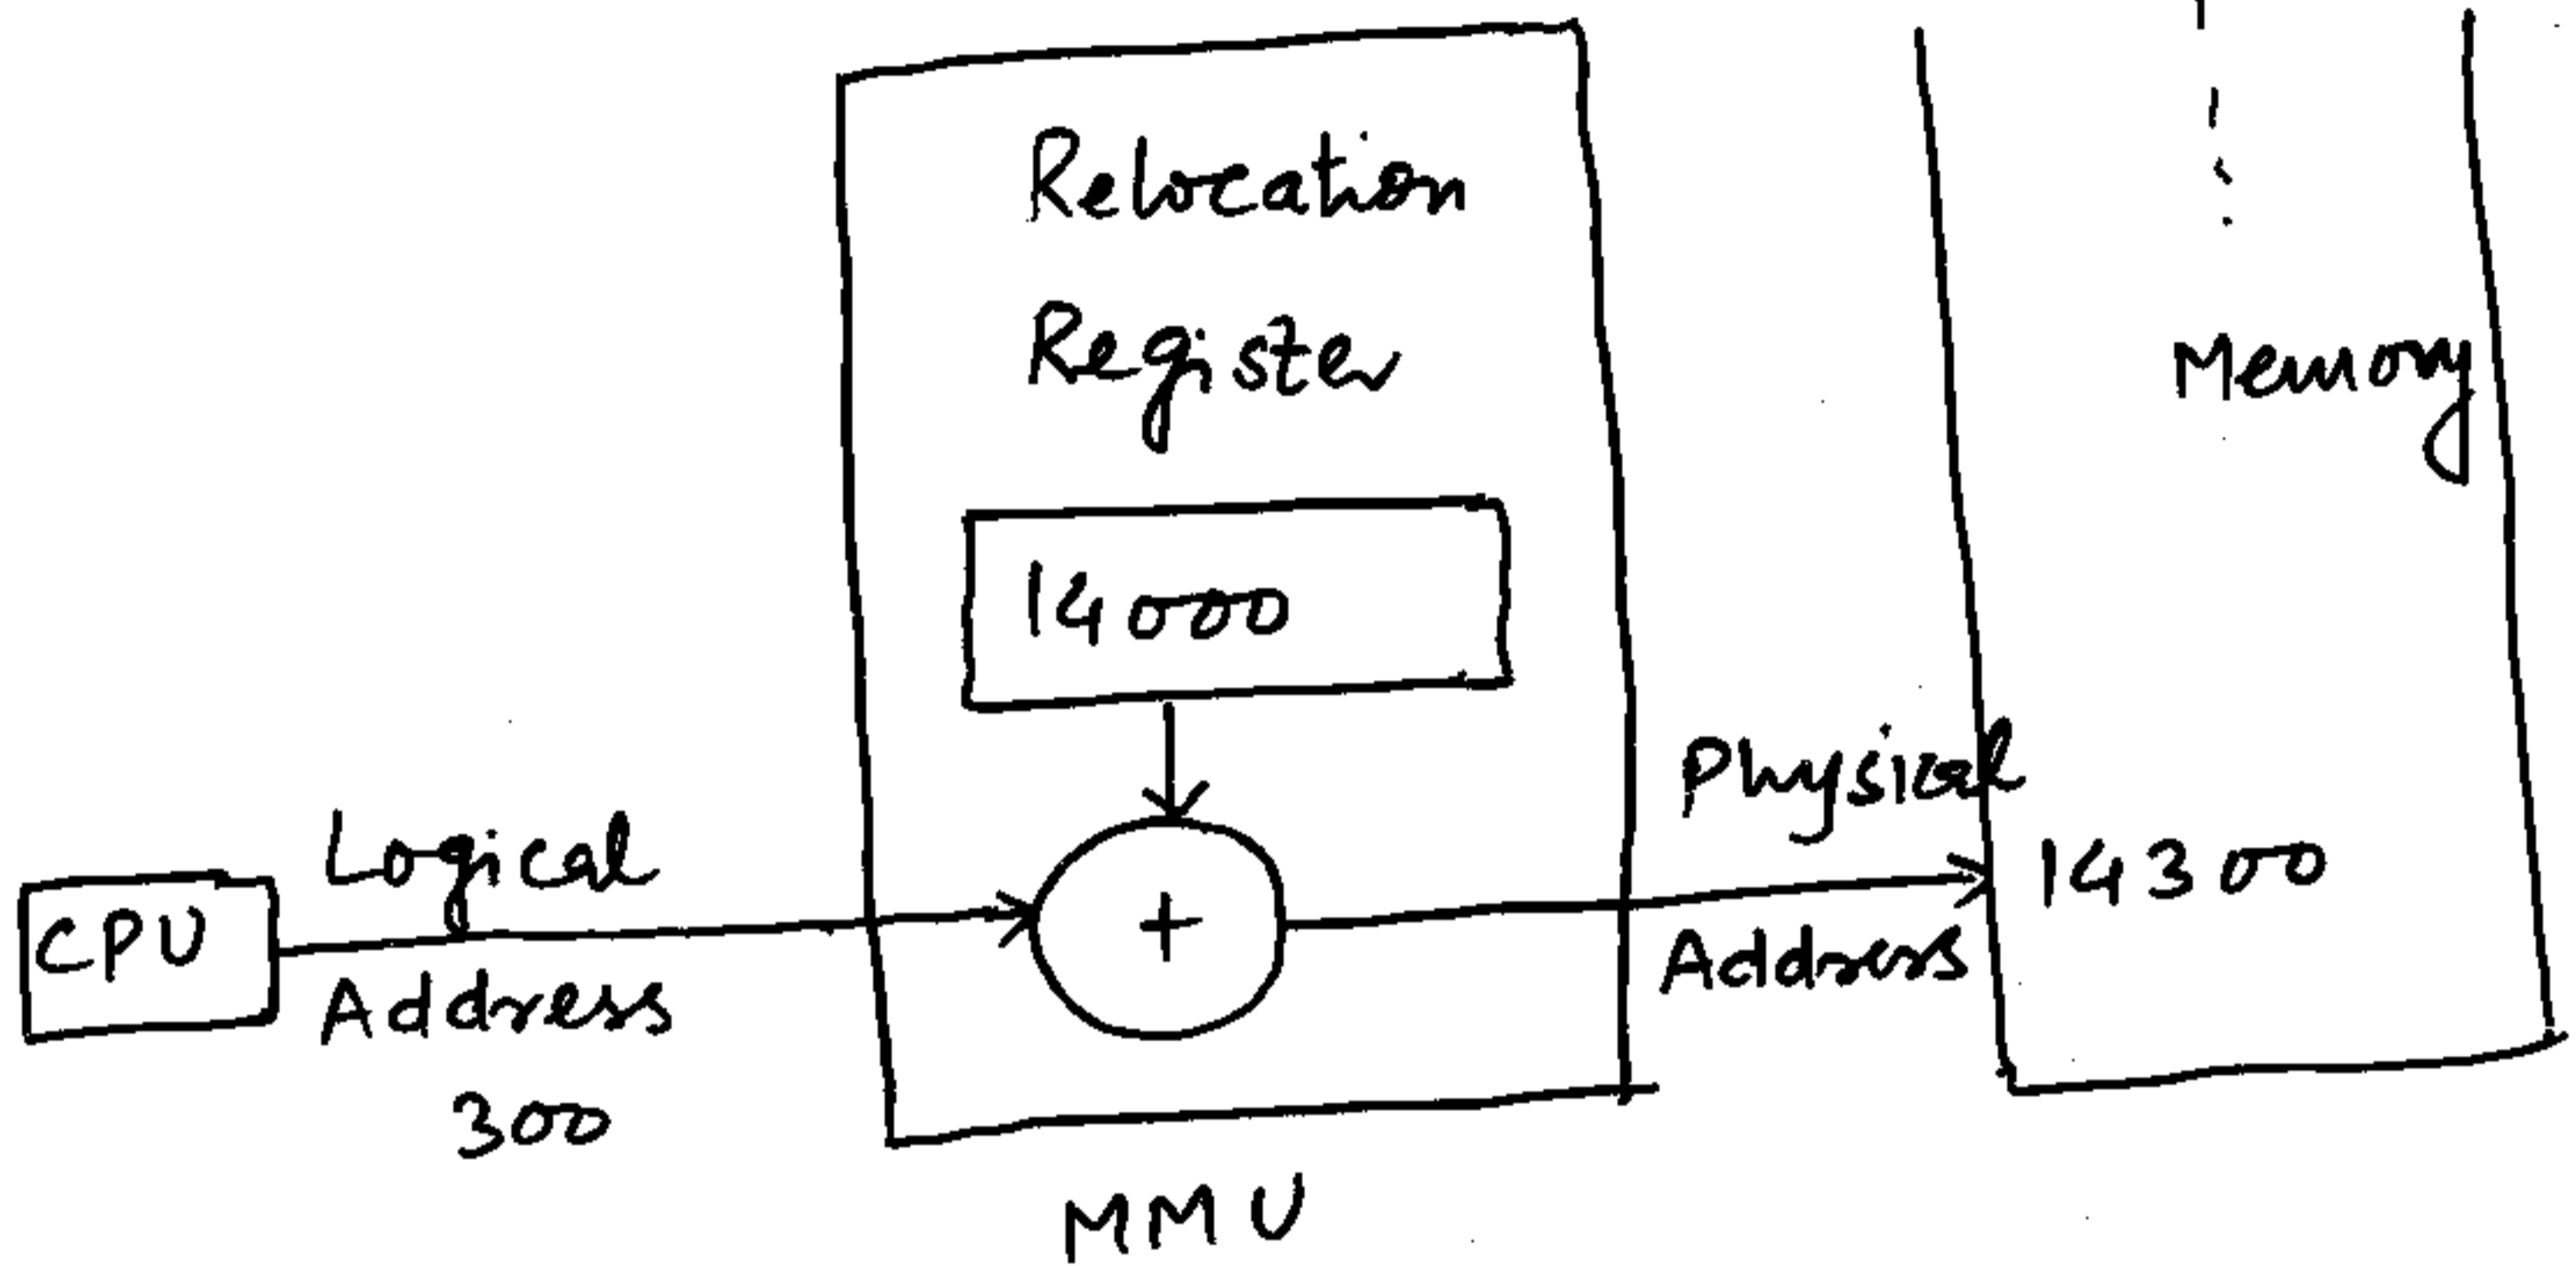 Relocation
Register
Memory
14000
Physical
Logical
CPU
14300
Address
Address
300
+
MMU